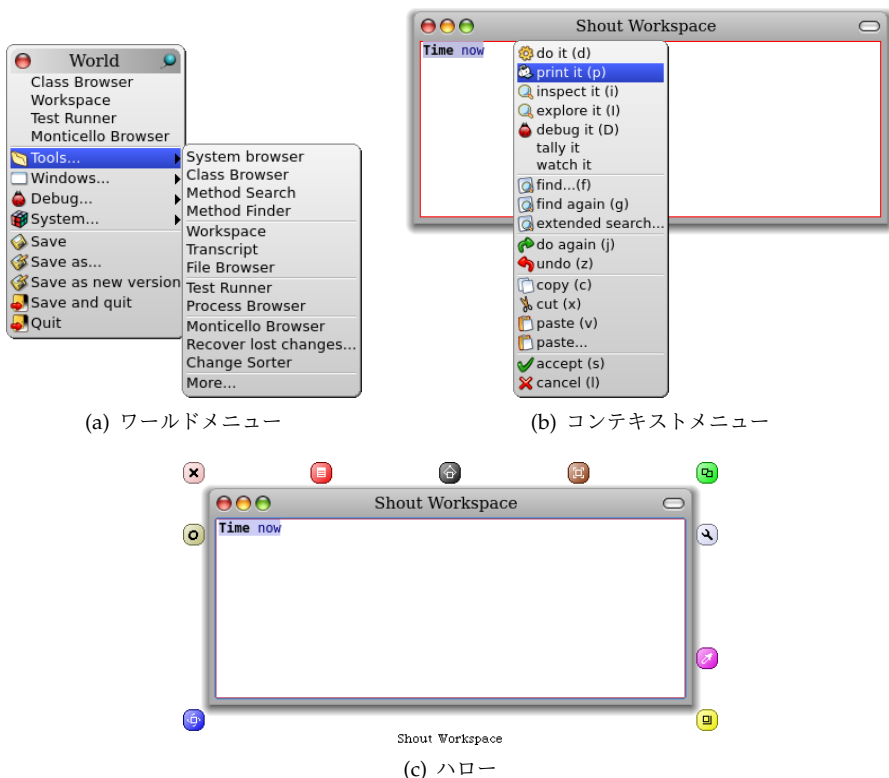 World
Class Browser
Workspace
Test Runner
Monticello Browser
Tools...
Windows...
Debug...
System...
Save
Save as...
Save as new version
Save and quit
Quit
System browser
Class Browser
Method Search
Method Finder
Workspace
Transcript
File Browser
Test Runner
Process Browser
Monticello Browser
Recover lost changes...
Change Sorter
More...
(a) ワールドメニュー
Shout Workspace
Time now
do it (d)
print it (p)
inspect it (i)
explore it (I)
debug it (D)
tally it
watch it
find...(f)
find again (g)
extended search...
do again (j)
undo (z)
copy (c)
cut (x)
paste (v)
paste...
accept (s)
cancel (l)
(b) コンテキストメニュー
Shout Workspace
Time now
Shout Workspace
(c) ハロー